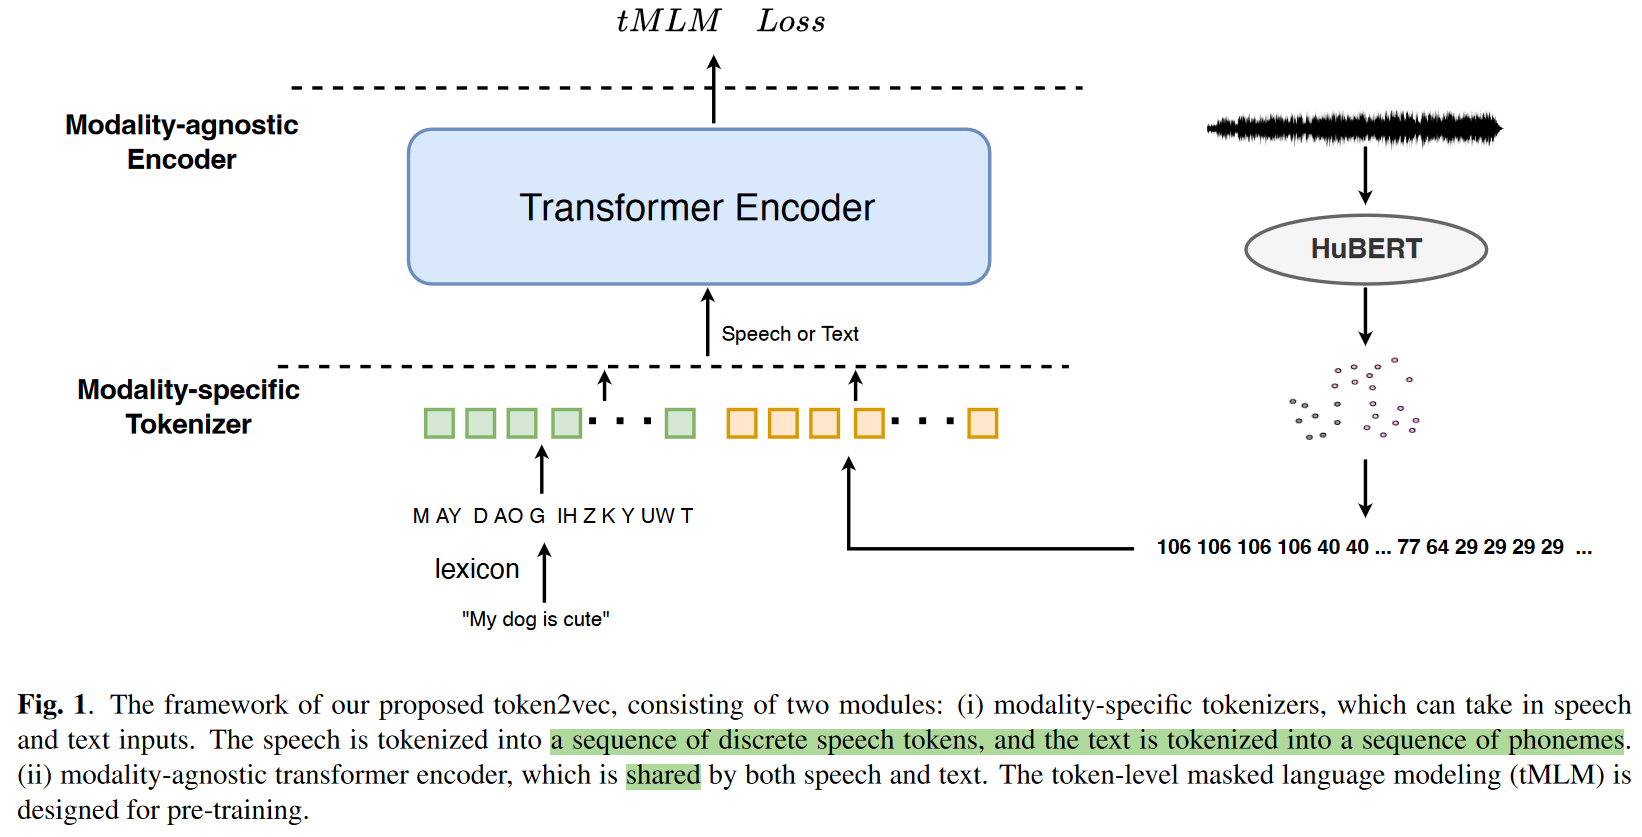 tMLM Loss
Modality-agnostic
Encoder
Transformer Encoder
HuBERT
Speech or Text
Modality-specific
Tokenizer
M AY D AO G IH Z K Y UW T
lexicon
"My dog is cute"
106 106 106 106 40 40 ... 77 64 29 29 29 29 ...
Fig. 1. The framework of our proposed token2vec, consisting of two modules: (i) modality-specific tokenizers, which can take in speech
and text inputs. The speech is tokenized into a sequence of discrete speech tokens, and the text is tokenized into a sequence of phonemes.
(ii) modality-agnostic transformer encoder, which is shared by both speech and text. The token-level masked language modeling (tMLM) is
designed for pre-training.